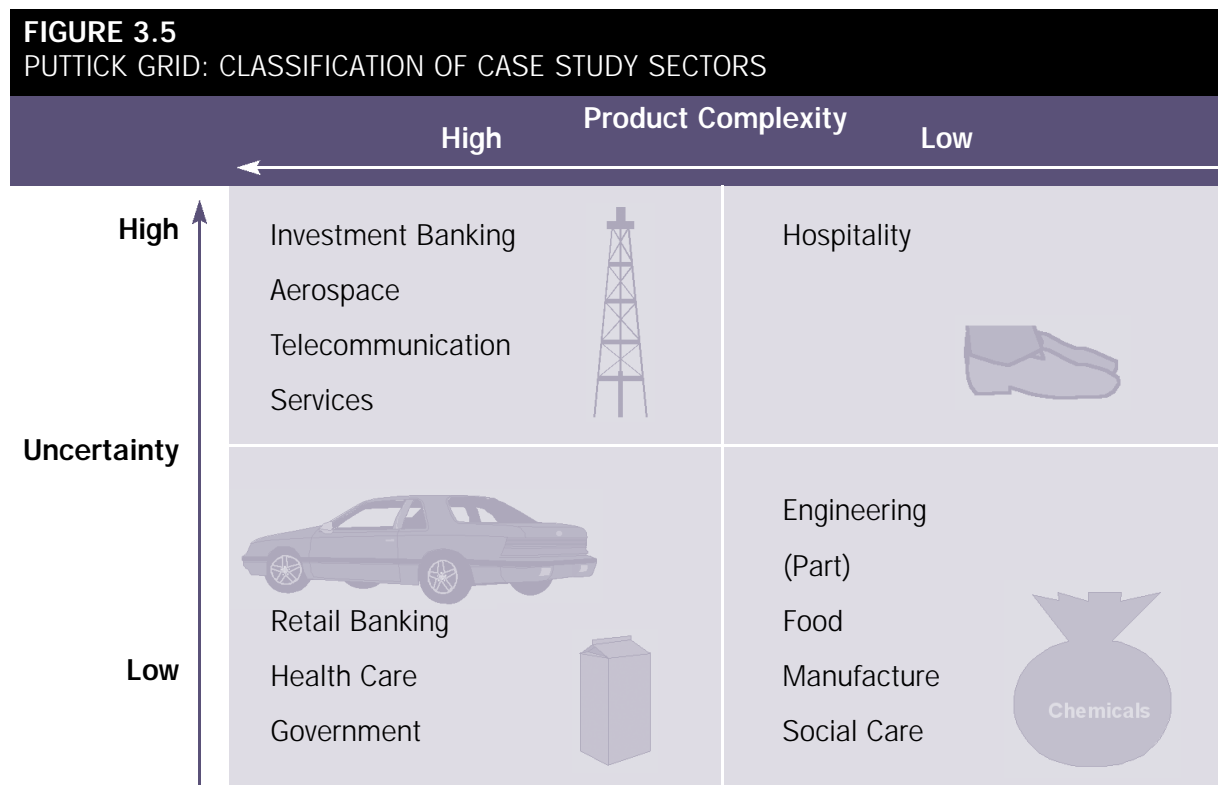 FIGURE 3.5
PUTTICK GRID: CLASSIFICATION OF CASE STUDY SECTORS
Product Complexity
High
Low
High
Investment Banking
Aerospace
Telecommunication
Services
Hospitality
Uncertainty
Low
Retail Banking
Health Care
Government
Engineering
(Part)
Food
Manufacture
Social Care
Chemicals